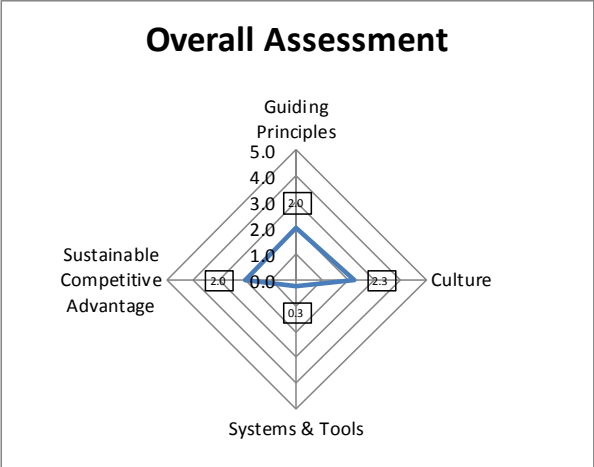 Overall Assessment
Guiding
Principles
5.0
4.0
3.0
2.0
2.0
1.0
0.0
Sustainable
Competitive
Advantage
2.0
2.3
Culture
0.3
Systems & Tools